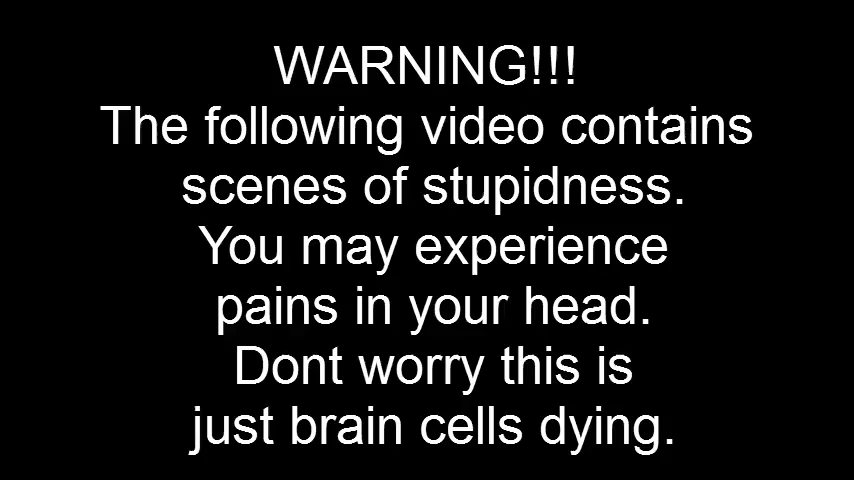 WARNING!!!
The following video contains
scenes of stupidness.
You may experience
pains in your head.
Dont worry this is
just brain cells dying.